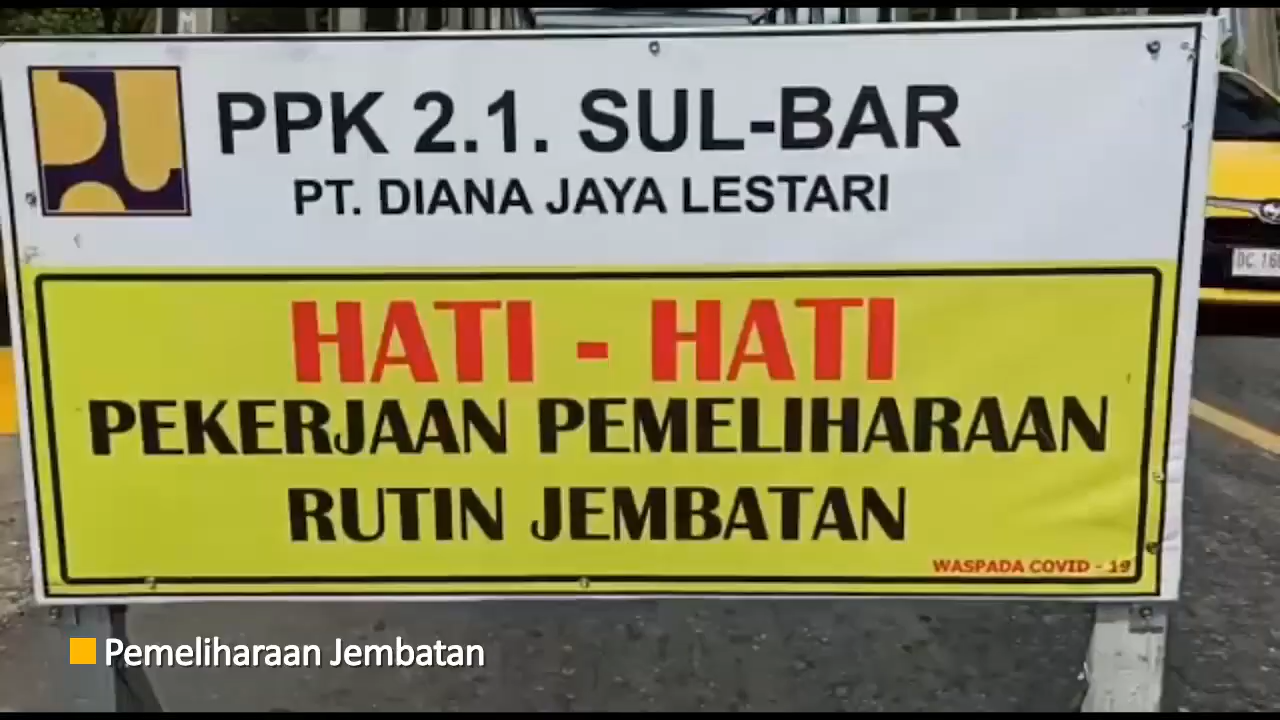 PPK 2.1. SUL-BAR
PT. DIANA JAYA LESTARI
HATI - HATI
PEKERJAAN PEMELIHARAAN
RUTIN JEMBATAN
WASPADA COVID - 19
Pemeliharaan Jembatan